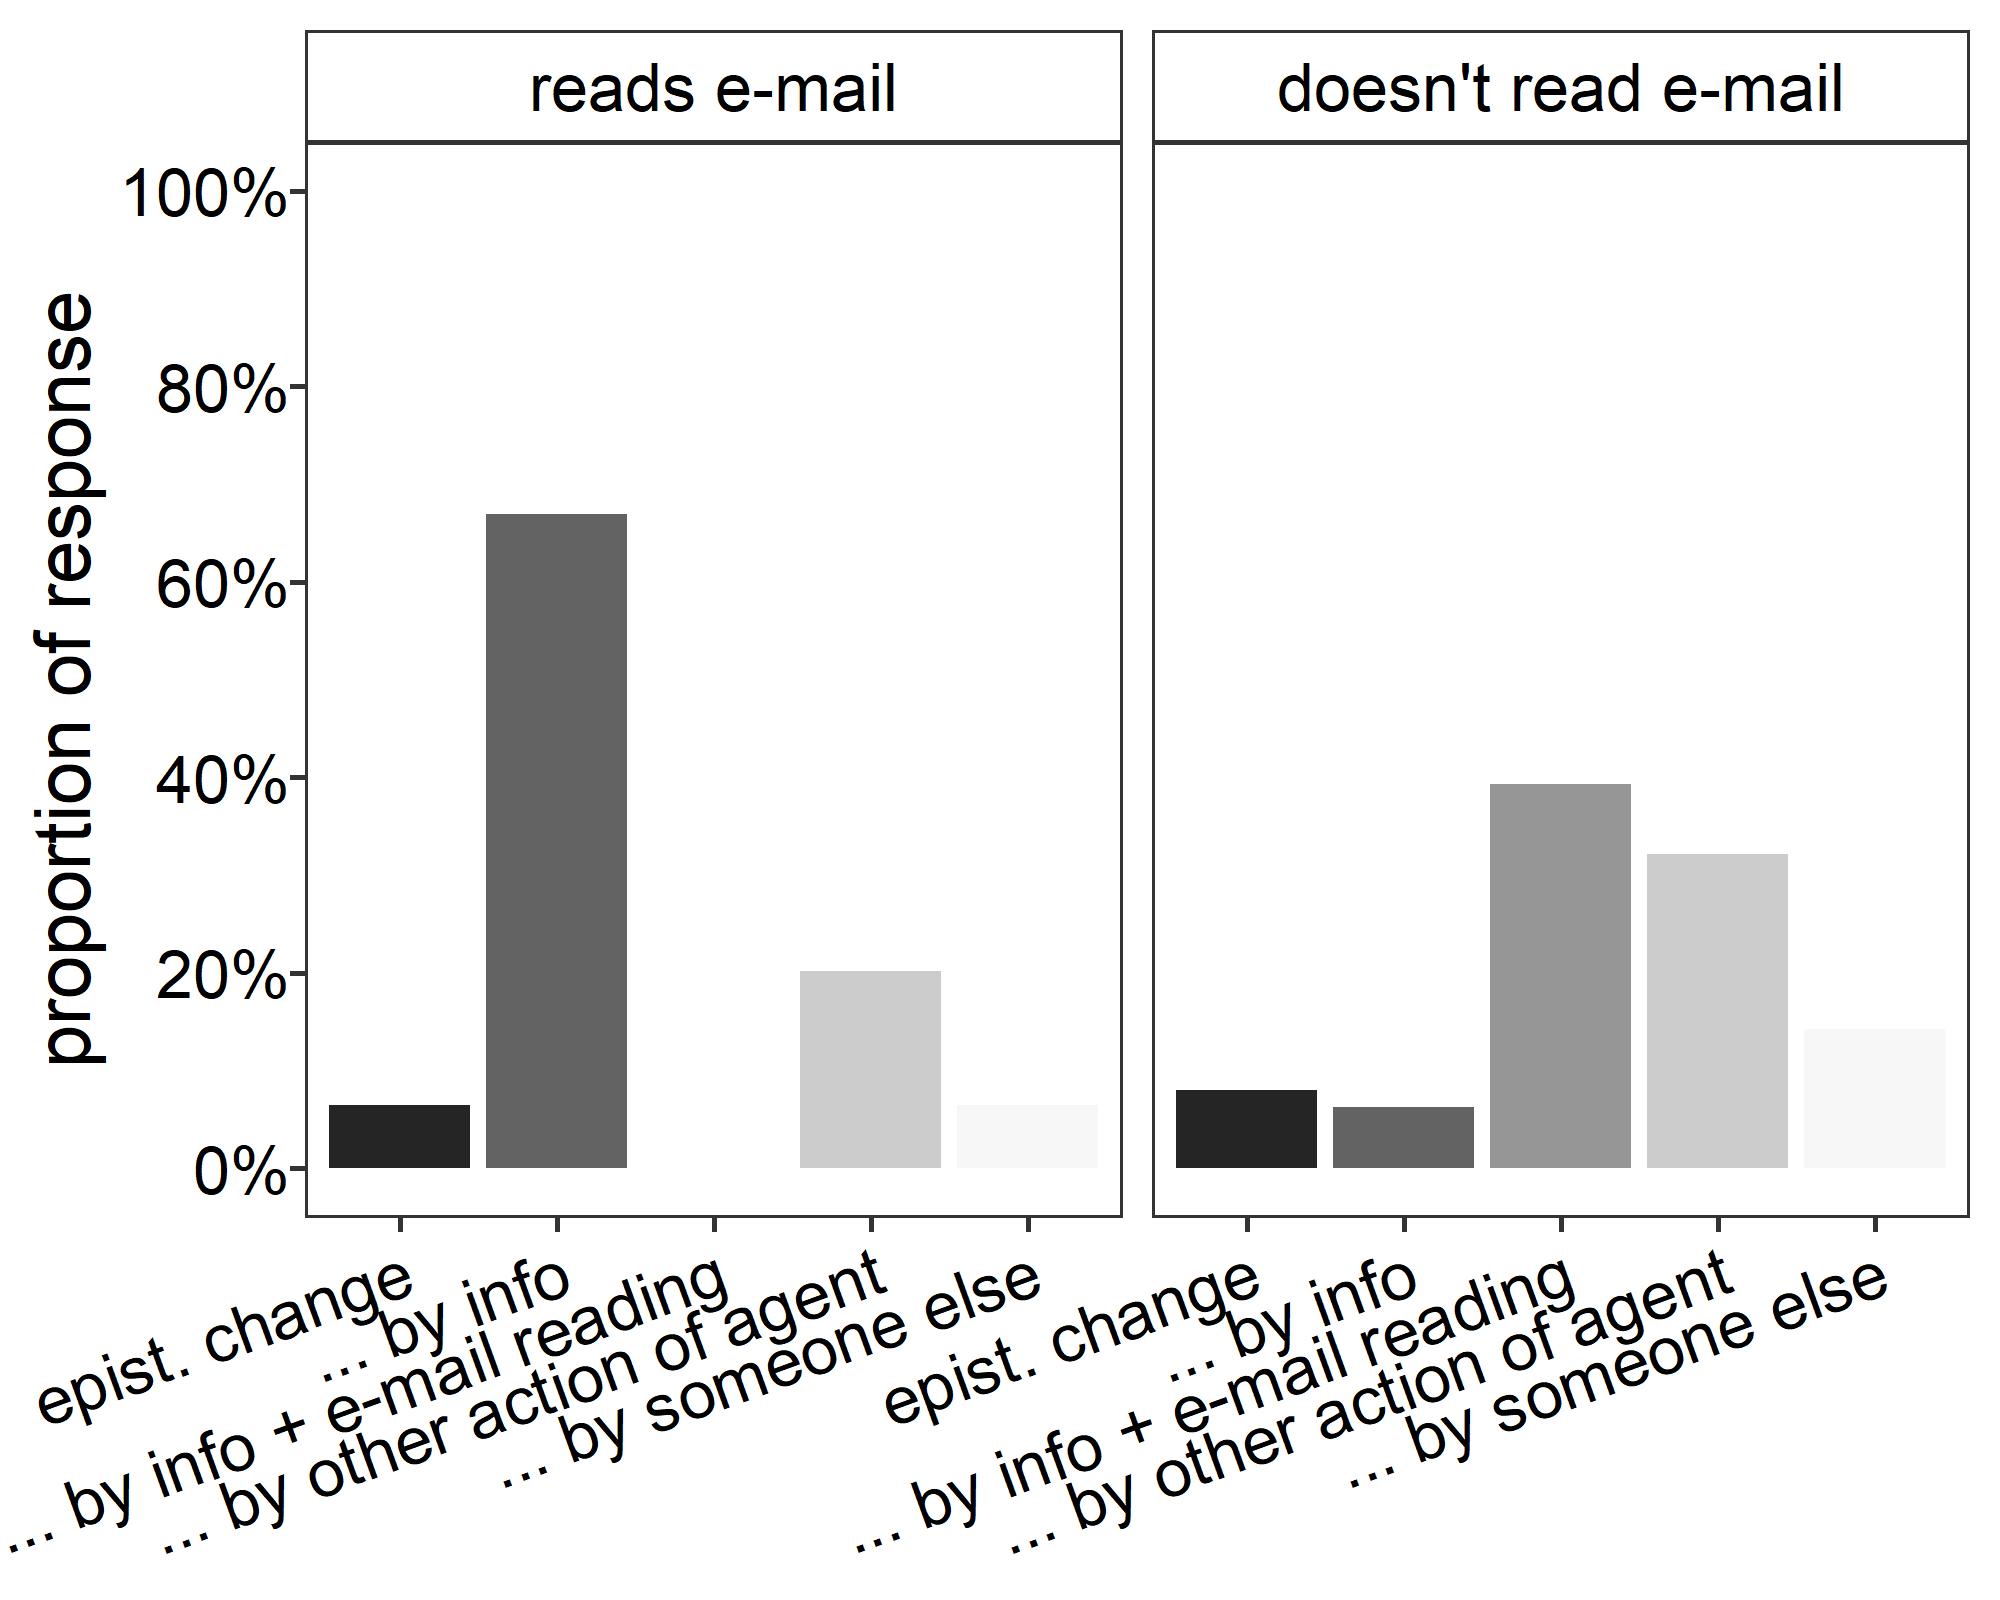 reads e-mail
doesn't read e-mail
proportion of response
100%
80%
60%
40%
20%
0%
epist. change
... by info
... by info + e-mail reading
... by other action of agent
... by someone else
epist. change
... by info
... by info + e-mail reading
... by other action of agent
... by someone else